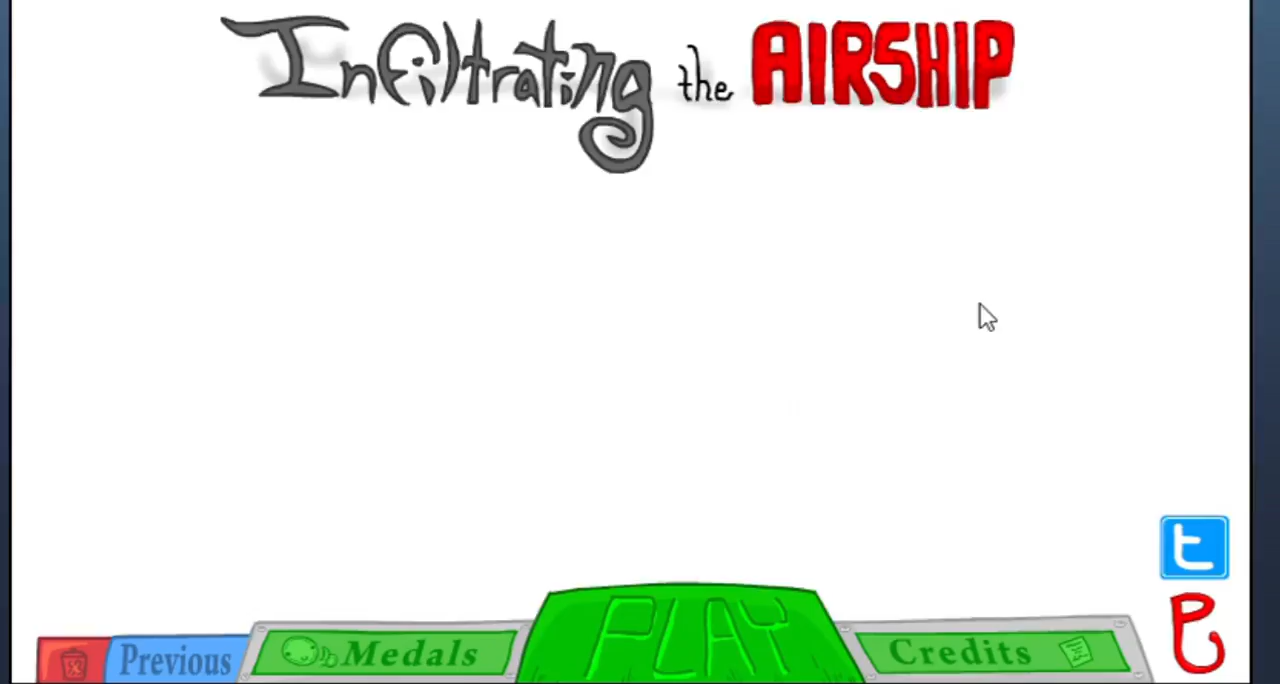 Infiltrating the AIRSHIP
t
Previous
Medals
PLAY
Credits